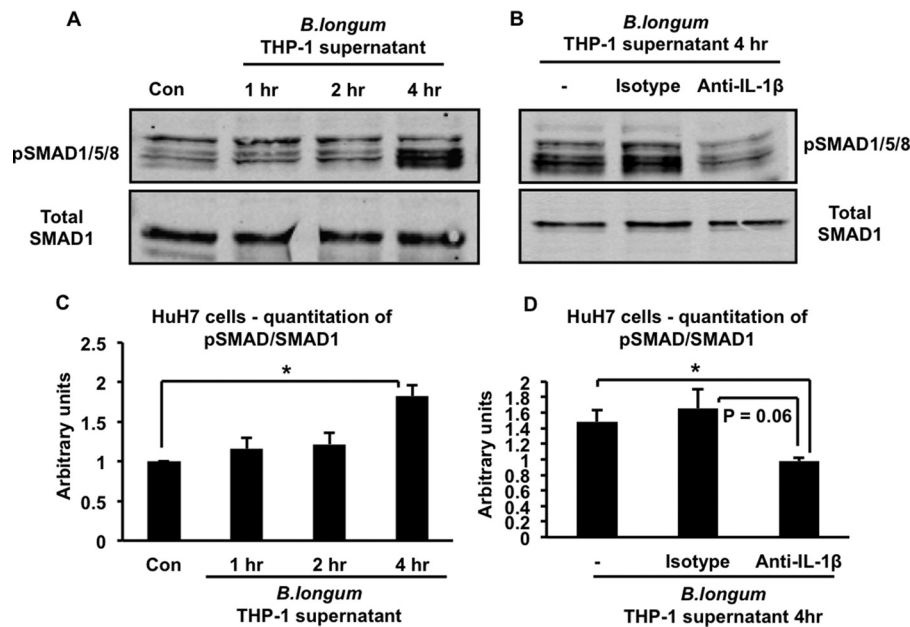 A
B.longum
THP-1 supernatant
Con 1 hr 2 hr 4 hr
pSMAD1/5/8
Total
SMAD1
B
B.longum
THP-1 supernatant 4 hr
- Isotype Anti-IL-1β
pSMAD1/5/8
Total
SMAD1
C
HuH7 cells - quantitation of
pSMAD/SMAD1
Arbitrary units
2.5
2
1.5
1
0.5
0
*
Con 1 hr 2 hr 4 hr
B.longum
THP-1 supernatant
D
HuH7 cells - quantitation of
pSMAD/SMAD1
Arbitrary units
2
1.8
1.6
1.4
1.2
1
0.8
0.6
0.4
0.2
0
*
P = 0.06
- Isotype Anti-IL-1β
B.longum
THP-1 supernatant 4hr